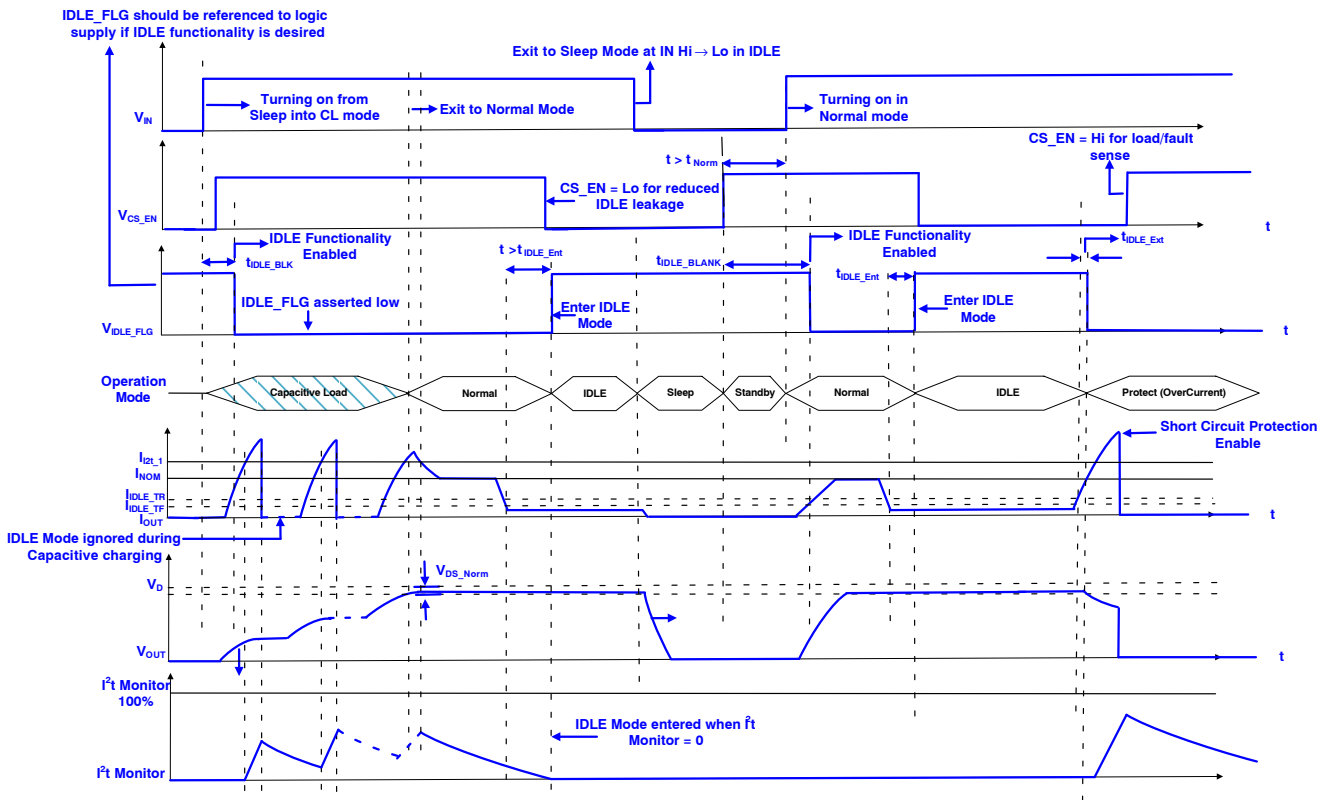 IDLE_FLG should be referenced to logic
supply if IDLE functionality is desired
Exit to Sleep Mode at IN Hi → Lo in IDLE
Turning on from
Sleep into CL mode
Exit to Normal Mode
Turning on in
Normal mode
VIN
CS_EN = Hi for load/fault
sense
t > tNorm
CS_EN = Lo for reduced
IDLE leakage
VCS_EN
t
IDLE Functionality
Enabled
tIDLE_BLK
t >tIDLE_Ent
tIDLE_BLANK
IDLE Functionality
Enabled
tIDLE_Ext
tIDLE_Ent
IDLE_FLG asserted low
Enter IDLE
Mode
Enter IDLE
Mode
VIDLE_FLG
t
Operation
Mode
Capacitive Load
Normal
IDLE
Sleep
Standby
Normal
IDLE
Protect (OverCurrent)
Short Circuit Protection
Enable
II2t_1
INOM
IIDLE_TR
IIDLE_TF
IOUT
t
IDLE Mode ignored during
Capacitive charging
VD
VDS_Norm
VOUT
t
I²t Monitor
100%
IDLE Mode entered when I²t
Monitor = 0
I²t Monitor